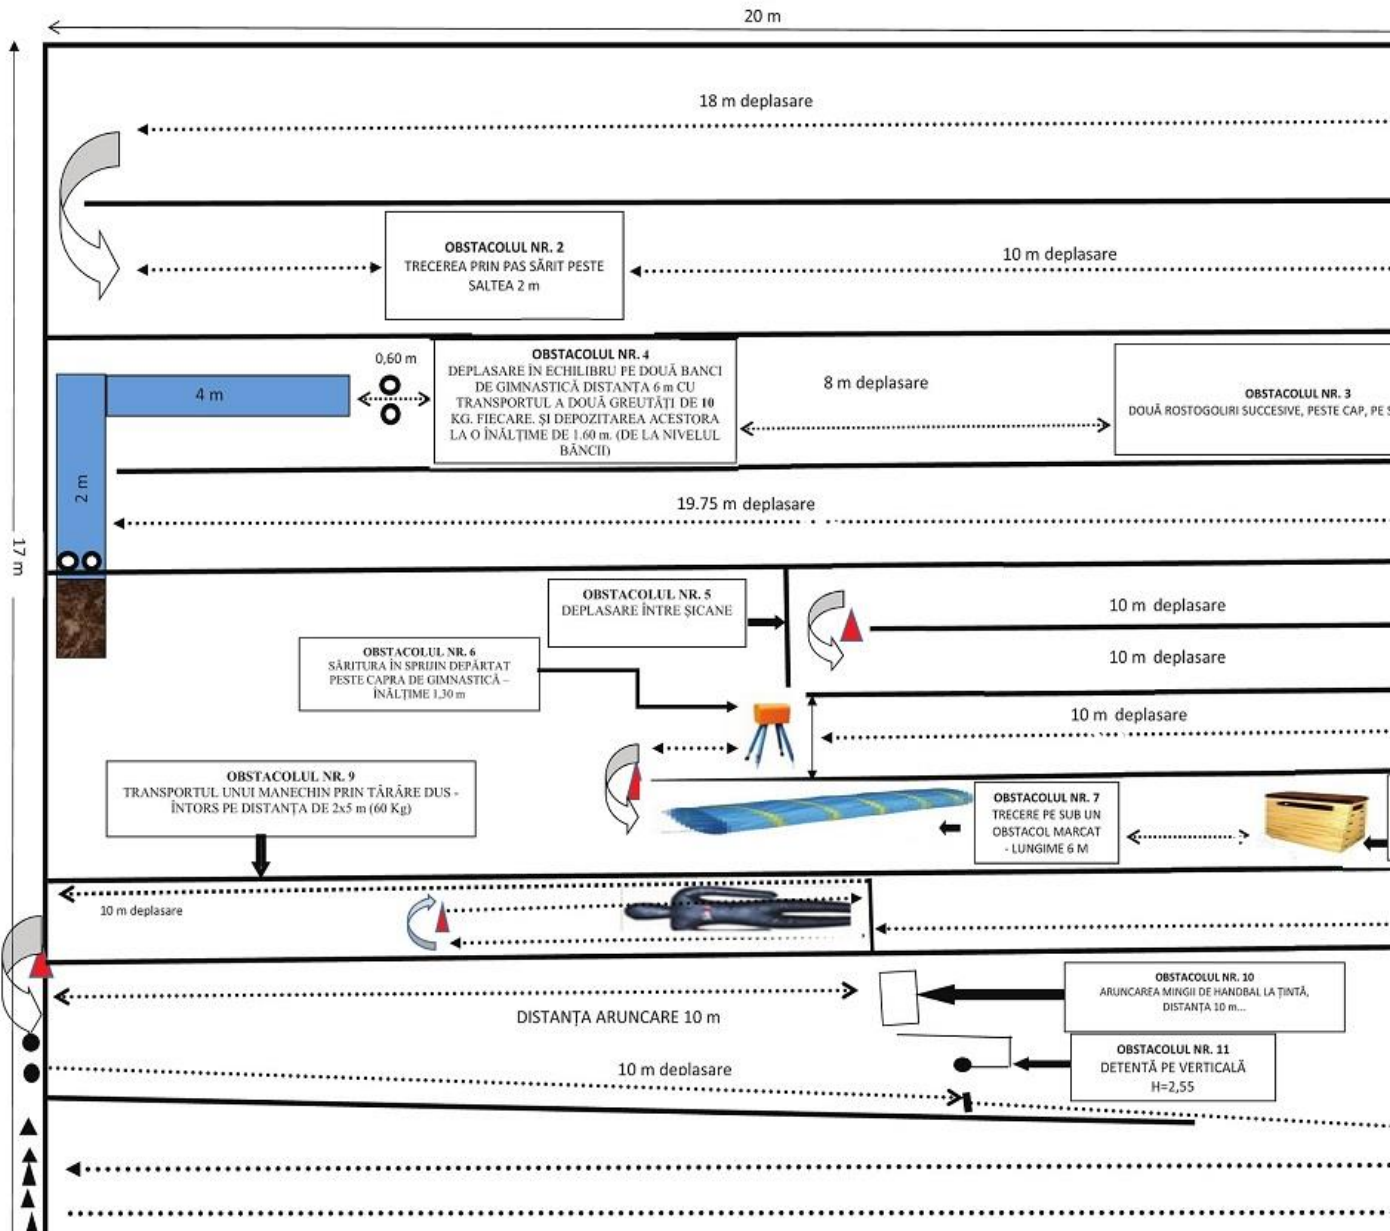 20 m
18 m deplasare
OBSTACOLUL NR. 2
TRECEREA PRIN PAS SĂRIT PESTE
SALTEA 2 m
10 m deplasare
0,60 m
4 m
2 m
OBSTACOLUL NR. 4
DEPLASARE ÎN ECHILIBRU PE DOUĂ BANCI
DE GIMNASTICĂ DISTANTA 6 m CU
TRANSPORTUL A DOUĂ GREUTĂȚI DE 10
KG. FIECARE. ȘI DEPOZITAREA ACESTORA
LA O ÎNĂLȚIME DE 1.60 m. (DE LA NIVELUL
BĂNCII)
8 m deplasare
OBSTACOLUL NR. 3
DOUĂ ROSTOGOLIRI SUCCESIVE, PESTE CAP, PE S
19.75 m deplasare
17 m
OBSTACOLUL NR. 5
DEPLASARE ÎNTRE ȘICANE
10 m deplasare
10 m deplasare
OBSTACOLUL NR. 6
SĂRITURA ÎN SPRIJIN DEPĂRTAT
PESTE CAPRA DE GIMNASTICĂ –
ÎNĂLȚIME 1,30 m
10 m deplasare
OBSTACOLUL NR. 9
TRANSPORTUL UNUI MANECHIN PRIN TÂRÂRE DUS -
ÎNTORS PE DISTANȚA DE 2x5 m (60 Kg)
OBSTACOLUL NR. 7
TRECERE PE SUB UN
OBSTACOL MARCAT
- LUNGIME 6 M
10 m deplasare
OBSTACOLUL NR. 10
ARUNCAREA MINGII DE HANDBAL LA ȚINTĂ,
DISTANȚA 10 m...
DISTANȚA ARUNCARE 10 m
10 m deplasare
OBSTACOLUL NR. 11
DETENTĂ PE VERTICALĂ
H=2,55